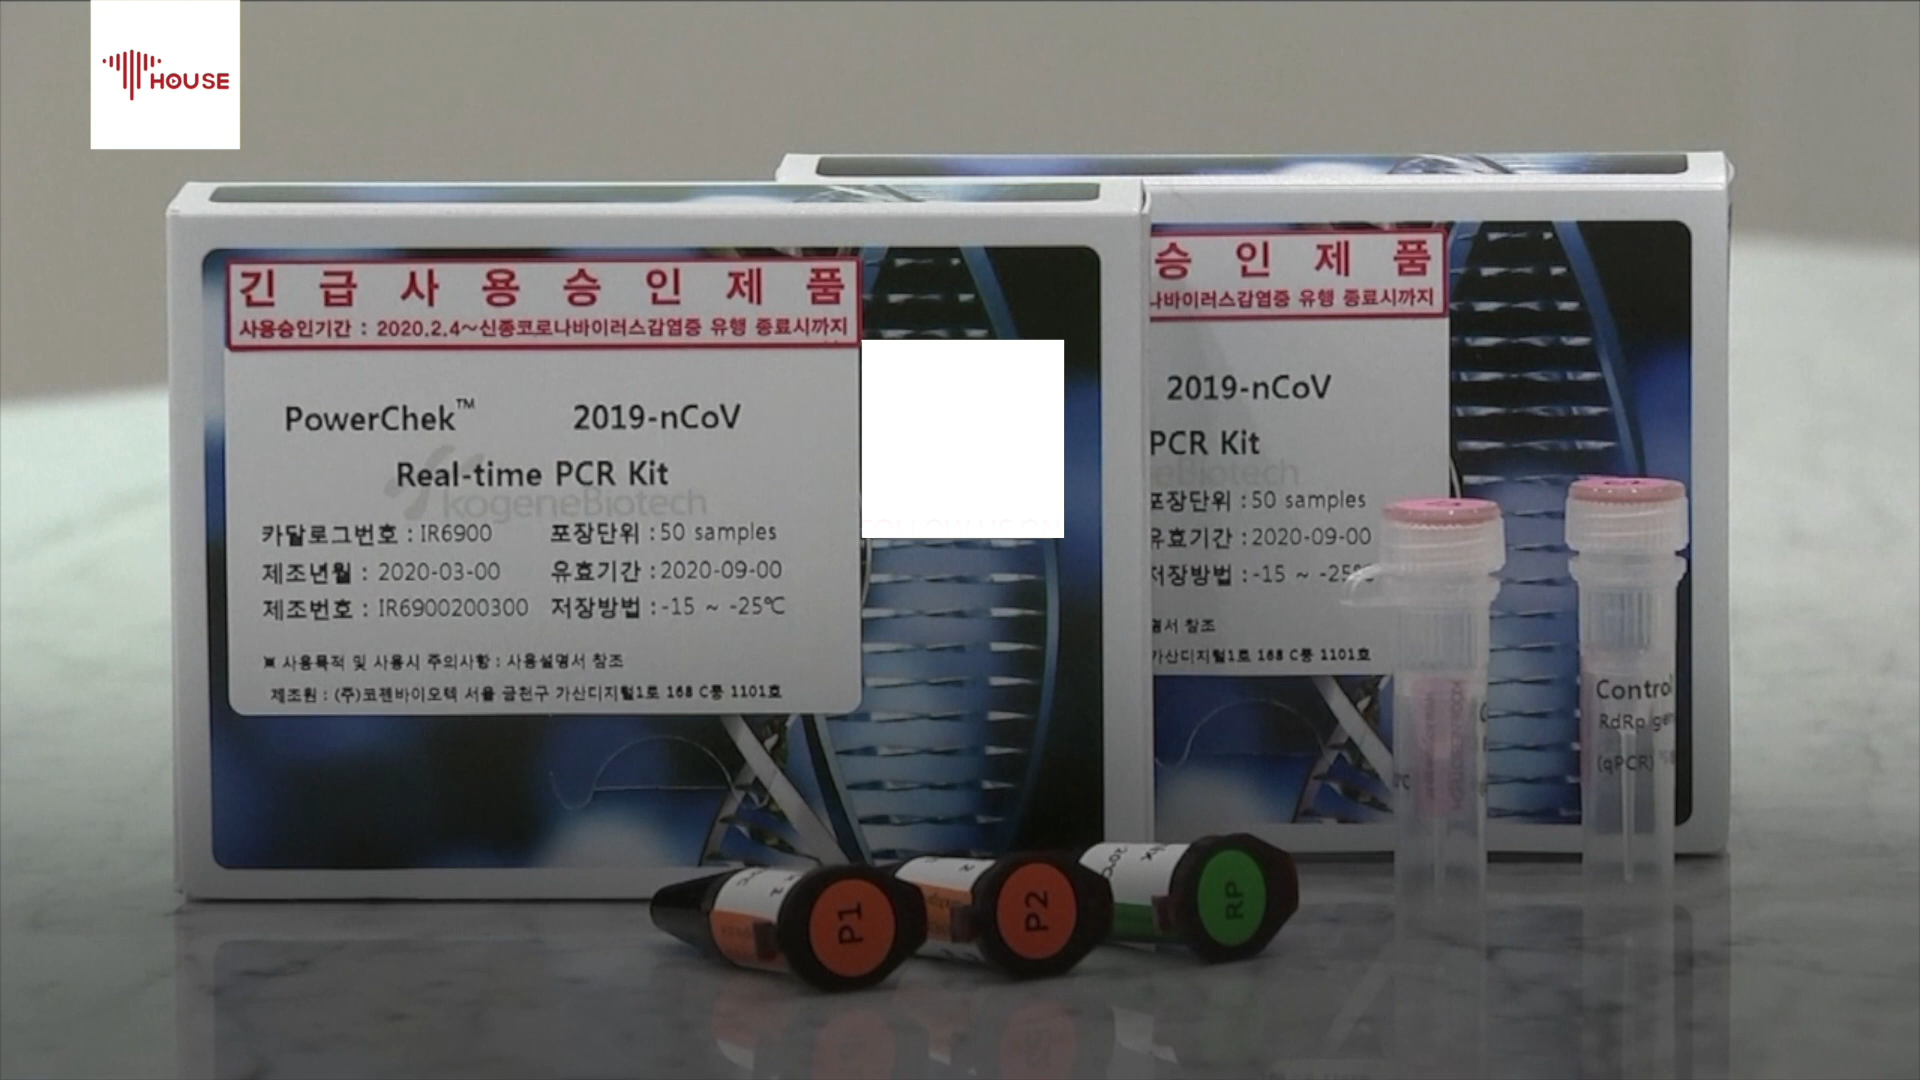 HOUSE
긴급사용승인제품
사용승인기간 : 2020.2.4~신종코로나바이러스감염증 유행 종료시까지
PowerChek™ 2019-nCoV
Real-time PCR Kit
kogeneBiotech
카달로그번호 : IR6900 포장단위 : 50 samples
제조년월 : 2020-03-00 유효기간 : 2020-09-00
제조번호 : IR6900200300 저장방법 : -15 ~ -25℃
※ 사용목적 및 사용시 주의사항 : 사용설명서 참조
제조원 : (주)코젠바이오텍 서울 금천구 가산디지털1로 168 C동 1101호
승인제품
나바이러스감염증 유행 종료시까지
2019-nCoV
PCR Kit
eBiotech
포장단위 : 50 samples
유효기간 : 2020-09-00
저장방법 : -15 ~ -25℃
명서 참조
가산디지털1로 168 C동 1101호
Control
RdRp gen
(qPCR)
P1
P2
RP